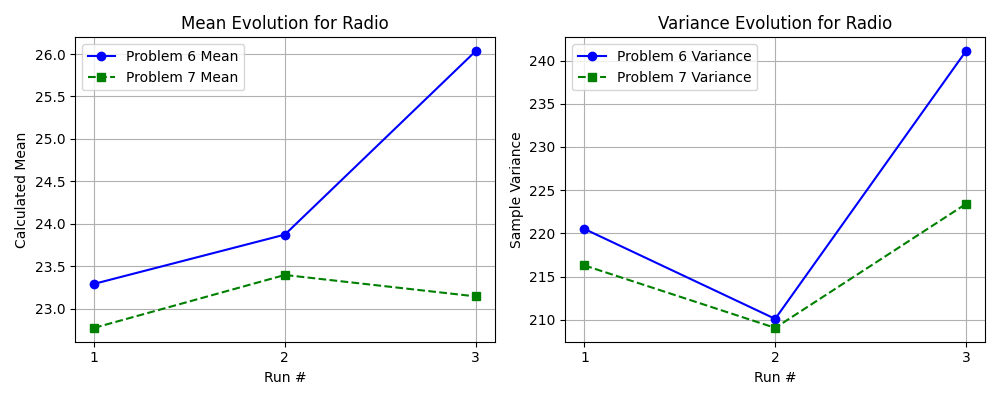 Mean Evolution for Radio
Problem 6 Mean
Problem 7 Mean
Calculated Mean
26.0
25.5
25.0
24.5
24.0
23.5
23.0
1
2
3
Run #
Variance Evolution for Radio
Problem 6 Variance
Problem 7 Variance
Sample Variance
240
235
230
225
220
215
210
1
2
3
Run #